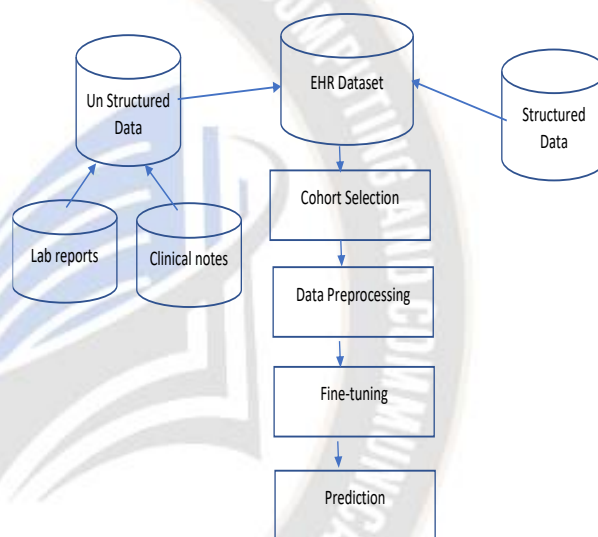 Un Structured
Data
EHR Dataset
Structured
Data
Lab reports
Clinical notes
Cohort Selection
Data Preprocessing
Fine-tuning
Prediction